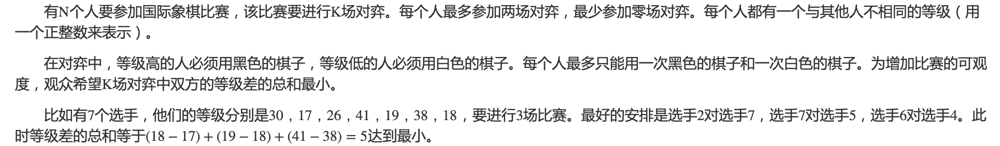 有N个人要参加国际象棋比赛，该比赛要进行K场对弈。每个人最多参加两场对弈，最少参加零场对弈。每个人都有一个与其他人不相同的等级（用
一个正整数来表示）。
在对弈中，等级高的人必须用黑色的棋子，等级低的人必须用白色的棋子。每个人最多只能用一次黑色的棋子和一次白色的棋子。为增加比赛的可观
度，观众希望K场对弈中双方的等级差的总和最小。
比如有7个选手，他们的等级分别是30，17，26，41，19，38，18，要进行3场比赛。最好的安排是选手2对选手7，选手7对选手5，选手6对选手4。此
时等级差的总和等于(18 − 17) + (19 − 18) + (41 − 38) = 5达到最小。